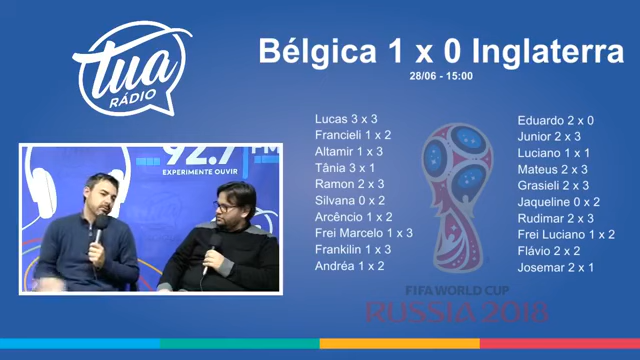 tua
RÁDIO
Bélgica 1 x 0 Inglaterra
28/06 - 15:00
92.7 FM
EXPERIMENTE OUVIR
Lucas 3 x 3
Francieli 1 x 2
Altamir 1 x 3
Tânia 3 x 1
Ramon 2 x 3
Silvana 0 x 2
Arcêncio 1 x 2
Frei Marcelo 1 x 3
Frankilin 1 x 3
Andréa 1 x 2
Eduardo 2 x 0
Junior 2 x 3
Luciano 1 x 1
Mateus 2 x 3
Grasieli 2 x 3
Jaqueline 0 x 2
Rudimar 2 x 3
Frei Luciano 1 x 2
Flávio 2 x 2
Josemar 2 x 1
FIFA WORLD CUP
RUSSIA 2018